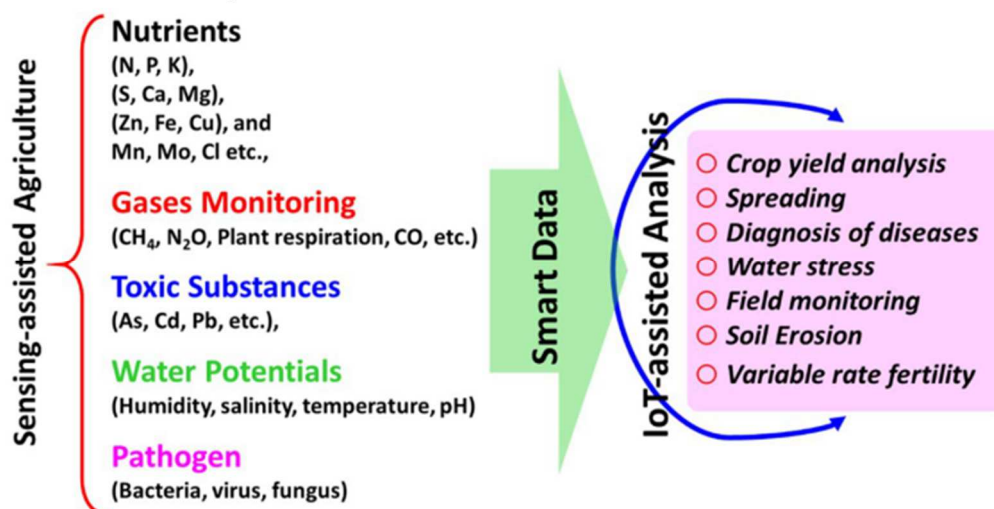 Sensing-assisted Agriculture
Nutrients
(N, P, K),
(S, Ca, Mg),
(Zn, Fe, Cu), and
Mn, Mo, Cl etc.,
Gases Monitoring
(CH₄, N₂O, Plant respiration, CO, etc.)
Toxic Substances
(As, Cd, Pb, etc.),
Water Potentials
(Humidity, salinity, temperature, pH)
Pathogen
(Bacteria, virus, fungus)
Smart Data
IoT-assisted Analysis
Crop yield analysis
Spreading
Diagnosis of diseases
Water stress
Field monitoring
Soil Erosion
Variable rate fertility